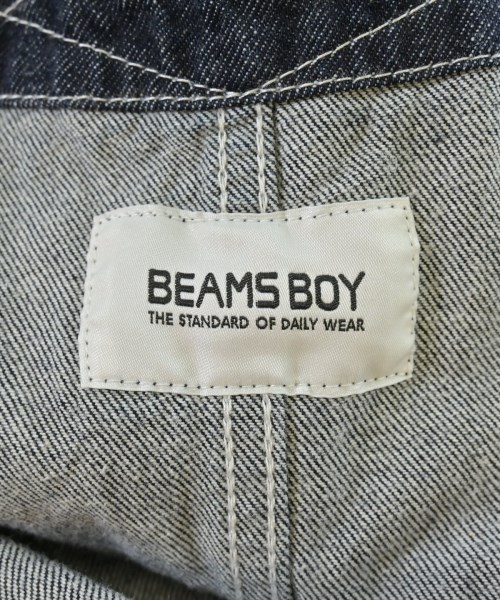 BEAMS BOY
THE STANDARD OF DAILY WEAR